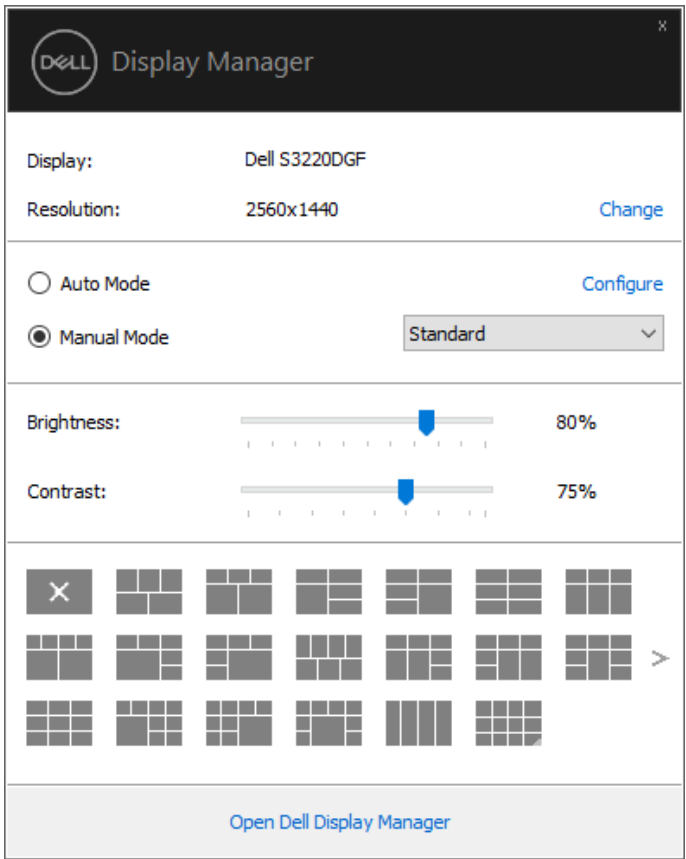 x
DELL Display Manager
Display: Dell S3220DGF
Resolution: 2560x1440 Change
Auto Mode Configure
Manual Mode Standard
Brightness: 80%
Contrast: 75%
Open Dell Display Manager